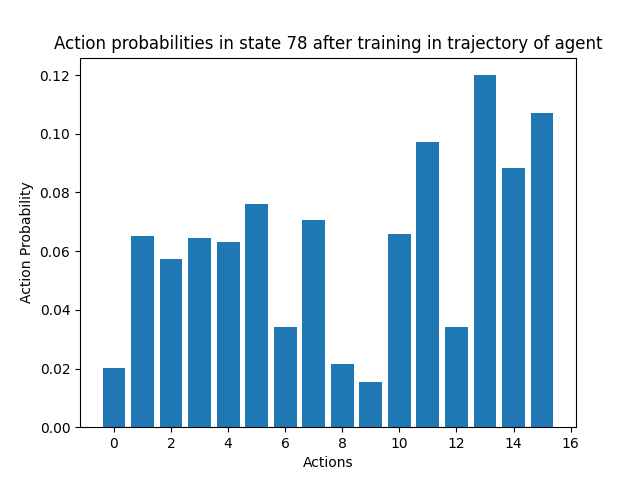 Action probabilities in state 78 after training in trajectory of agent
0.12
0.10
0.08
0.06
0.04
0.02
0.00
Action Probability
0 2 4 6 8 10 12 14 16
Actions